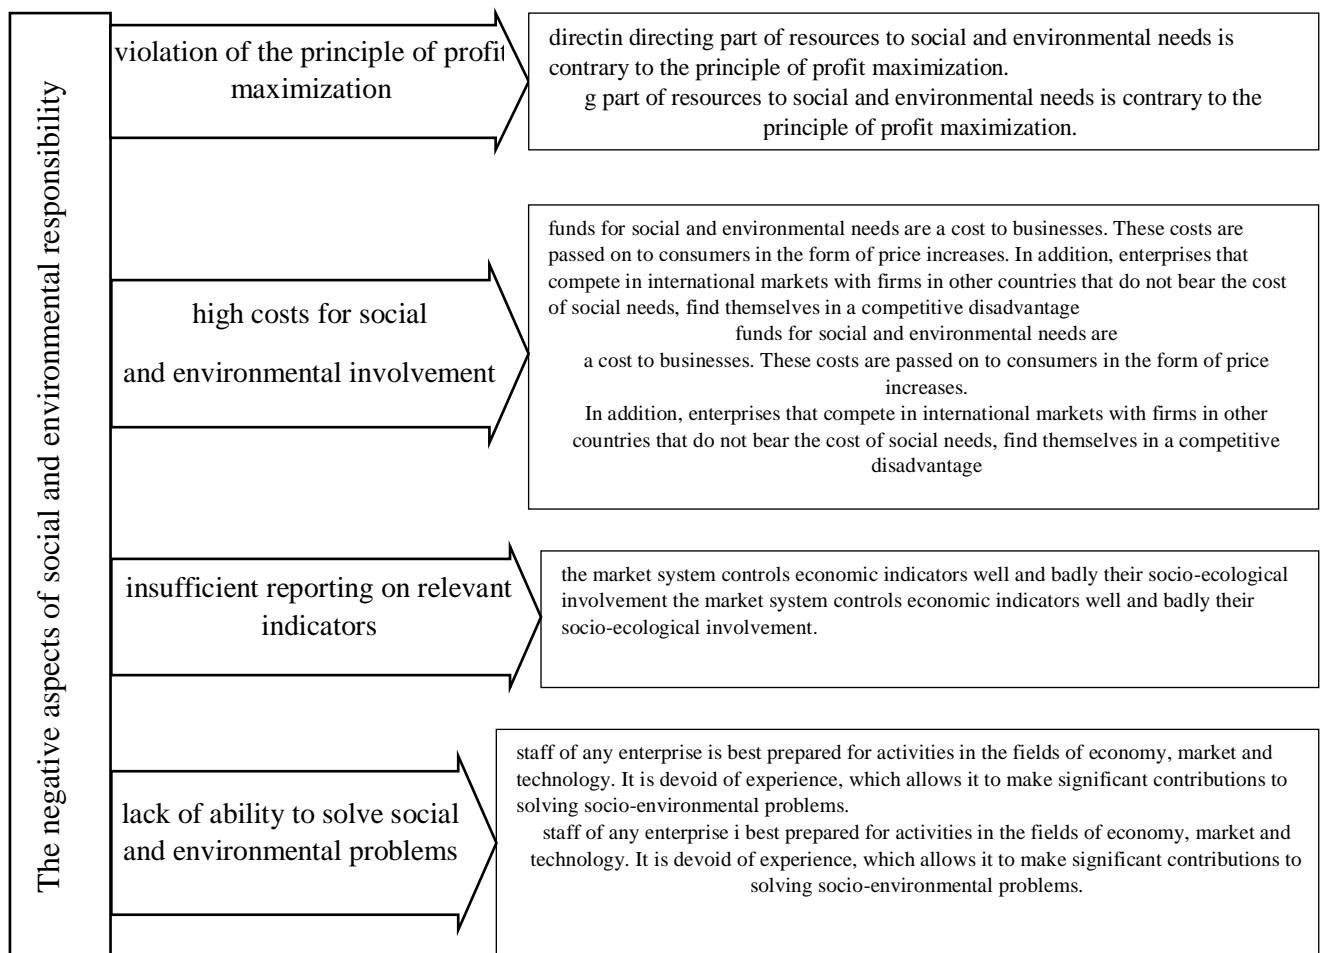 The negative aspects of social and environmental responsibility
violation of the principle of profit
maximization
directin directing part of resources to social and environmental needs is
contrary to the principle of profit maximization.
g part of resources to social and environmental needs is contrary to the
principle of profit maximization.
high costs for social
and environmental involvement
funds for social and environmental needs are a cost to businesses. These costs are
passed on to consumers in the form of price increases. In addition, enterprises that
compete in international markets with firms in other countries that do not bear the cost
of social needs, find themselves in a competitive disadvantage
funds for social and environmental needs are
a cost to businesses. These costs are passed on to consumers in the form of price
increases.
In addition, enterprises that compete in international markets with firms in other
countries that do not bear the cost of social needs, find themselves in a competitive
disadvantage
insufficient reporting on relevant
indicators
the market system controls economic indicators well and badly their socio-ecological
involvement the market system controls economic indicators well and badly their
socio-ecological involvement.
lack of ability to solve social
and environmental problems
staff of any enterprise is best prepared for activities in the fields of economy, market and
technology. It is devoid of experience, which allows it to make significant contributions to
solving socio-environmental problems.
staff of any enterprise i best prepared for activities in the fields of economy, market and
technology. It is devoid of experience, which allows it to make significant contributions to
solving socio-environmental problems.